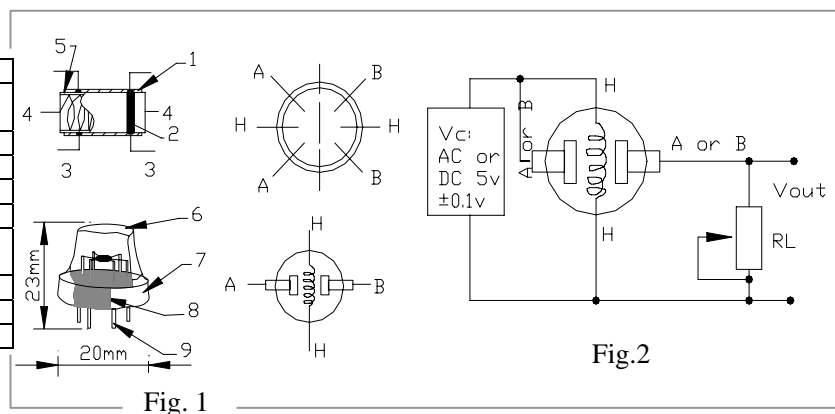 5
1
4
4
2
3
3
A
B
H
H
A
B
6
7
8
9
23mm
20mm
A
B
H
H
Fig. 1
Vc:
AC or
DC 5v
±0.1v
A or B
H
H
A or B
Vout
RL
Fig.2